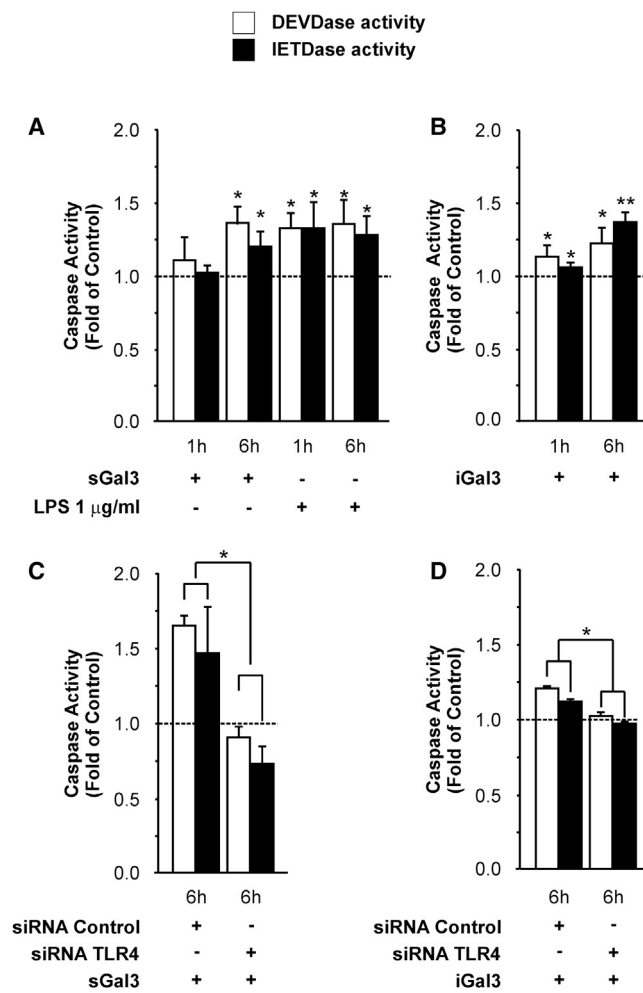 DEVDase activity
IETDase activity
A
2.0
1.5
1.0
0.5
0.0
Caspase Activity
(Fold of Control)
*
*
*
*
*
*
1h
6h
1h
6h
sGal3 + + - -
LPS 1 µg/ml - - + +
B
2.0
1.5
1.0
0.5
0.0
Caspase Activity
(Fold of Control)
*
*
*
**
1h
6h
iGal3 + +
C
2.0
1.5
1.0
0.5
0.0
Caspase Activity
(Fold of Control)
*
6h
6h
siRNA Control + -
siRNA TLR4 - +
sGal3 + +
D
2.0
1.5
1.0
0.5
0.0
Caspase Activity
(Fold of Control)
*
6h
6h
siRNA Control + -
siRNA TLR4 - +
iGal3 + +